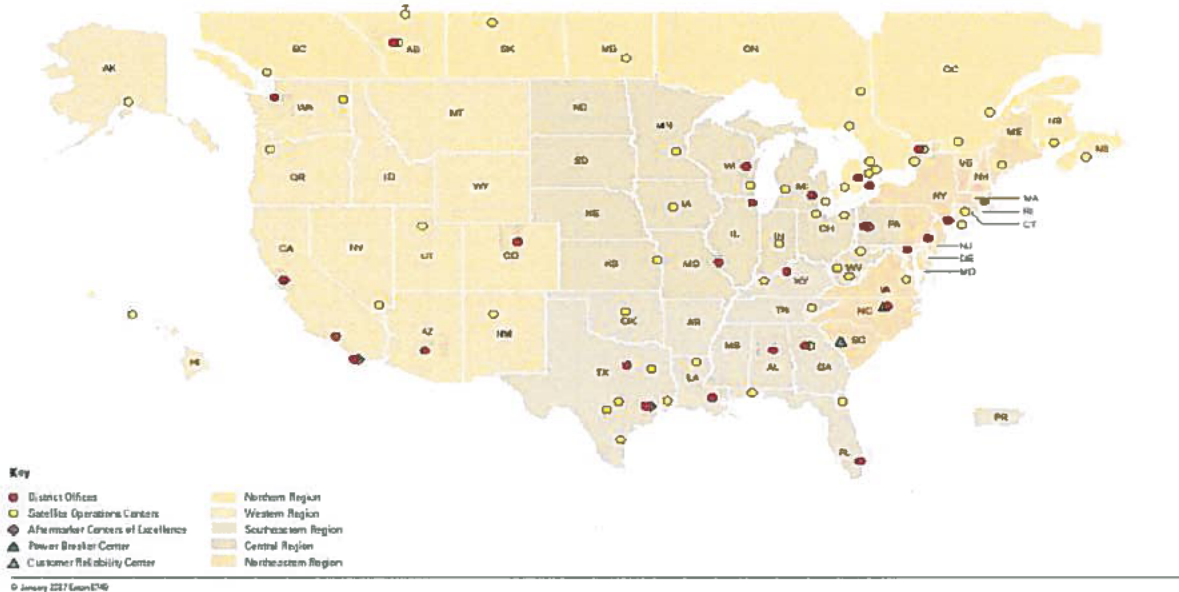 AK
BC
AB
SK
MB
ON
QC
WA
MT
ND
MN
ME
NB
NS
OR
ID
WY
SD
WI
MI
VT
NH
NY
MA
RI
CT
CA
NV
UT
CO
NE
IA
IL
IN
OH
PA
NJ
DE
MD
KS
MO
KY
WV
VA
AZ
NM
OK
AR
TN
NC
SC
HI
TX
LA
MS
AL
GA
FL
PR
Key
District Offices
Satellite Operations Centers
Aftermarket Centers of Excellence
Power Breaker Center
Customer Reliability Center
Northern Region
Western Region
Southeastern Region
Central Region
Northeastern Region